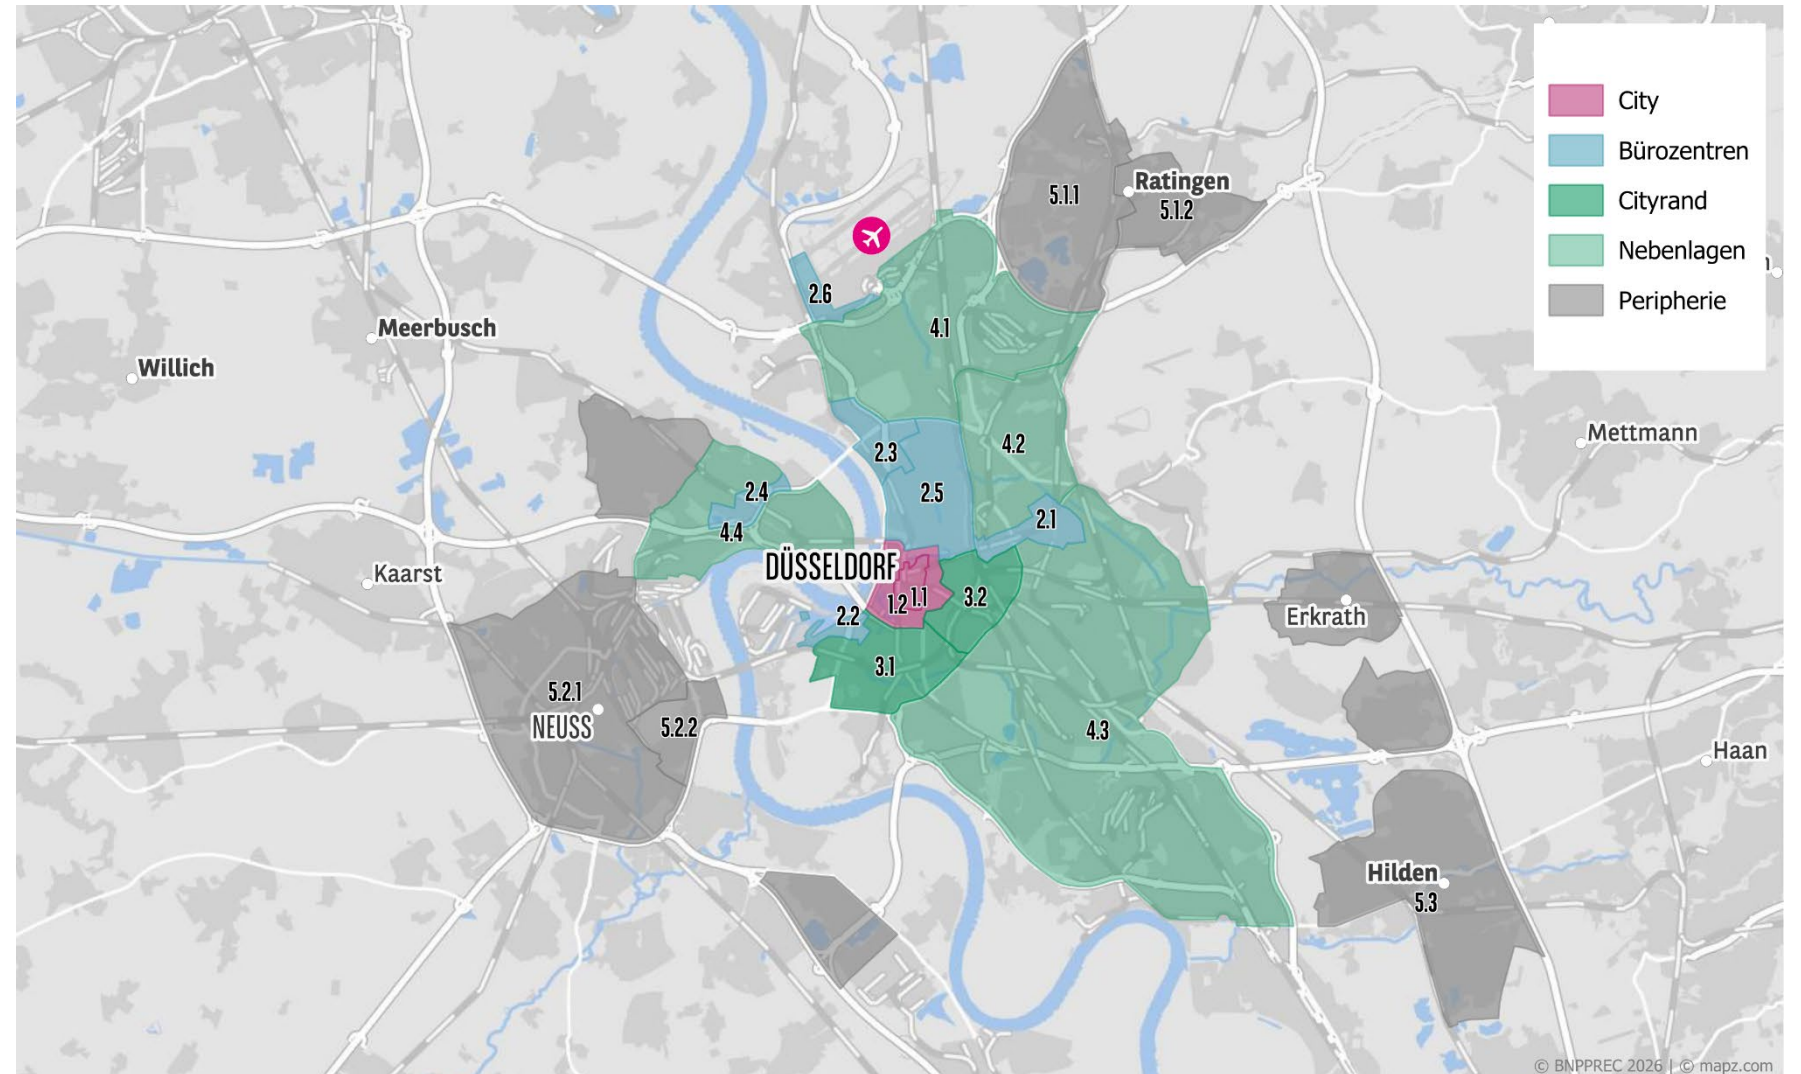 City
Bürozentren
Cityrand
Nebenlagen
Peripherie
Ratingen
5.1.1
5.1.2
2.6
4.1
Meerbusch
Willich
Mettmann
2.3
4.2
2.4
2.5
2.1
4.4
DÜSSELDORF
Kaarst
1.2
1.1
3.2
2.2
Erkrath
3.1
5.2.1
NEUSS
5.2.2
4.3
Haan
Hilden
5.3
© BNPPREC 2026 | © mapz.com